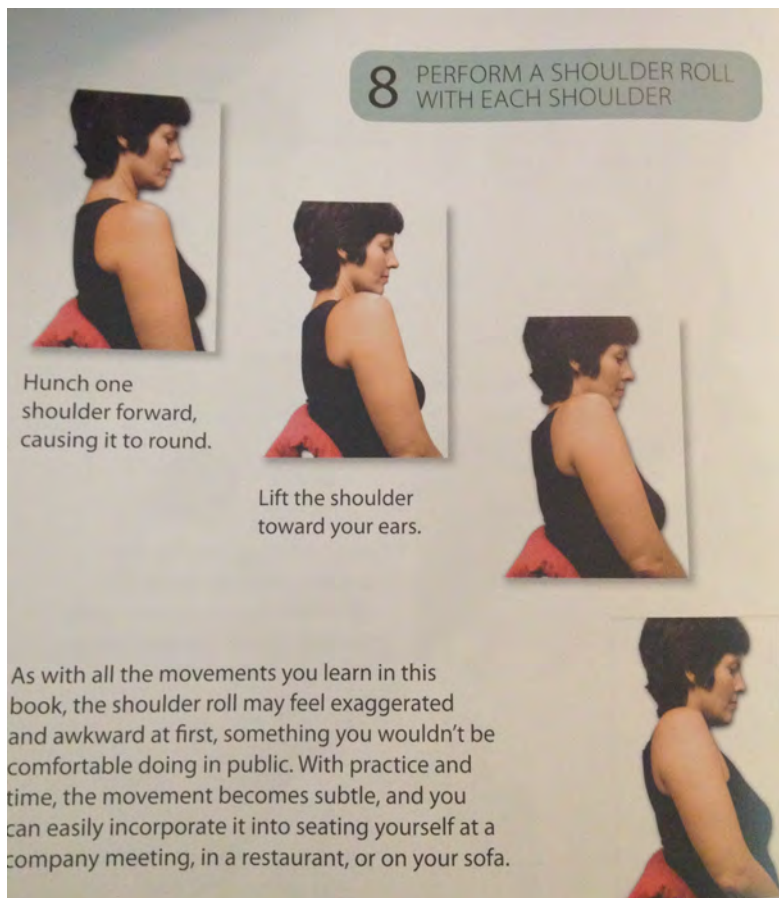 8 PERFORM A SHOULDER ROLL
WITH EACH SHOULDER
Hunch one
shoulder forward,
causing it to round.
Lift the shoulder
toward your ears.
As with all the movements you learn in this
book, the shoulder roll may feel exaggerated
and awkward at first, something you wouldn't be
comfortable doing in public. With practice and
time, the movement becomes subtle, and you
can easily incorporate it into seating yourself at a
company meeting, in a restaurant, or on your sofa.